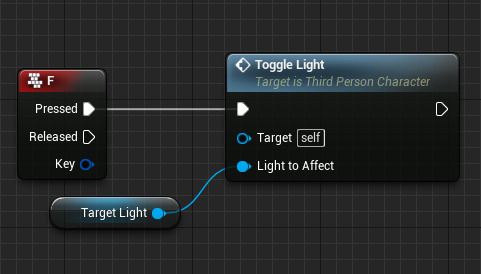 F
Pressed
Released
Key
Target Light
Toggle Light
Target is Third Person Character
Target self
Light to Affect